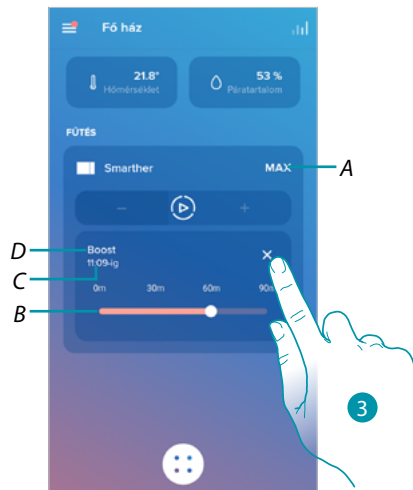 Fő ház
21.8°
Hőmérséklet
53 %
Páratartalom
FŰTÉS
Smarther
MAX
A
D
Boost
C
11:09-ig
0m 30m 60m 90m
B
3